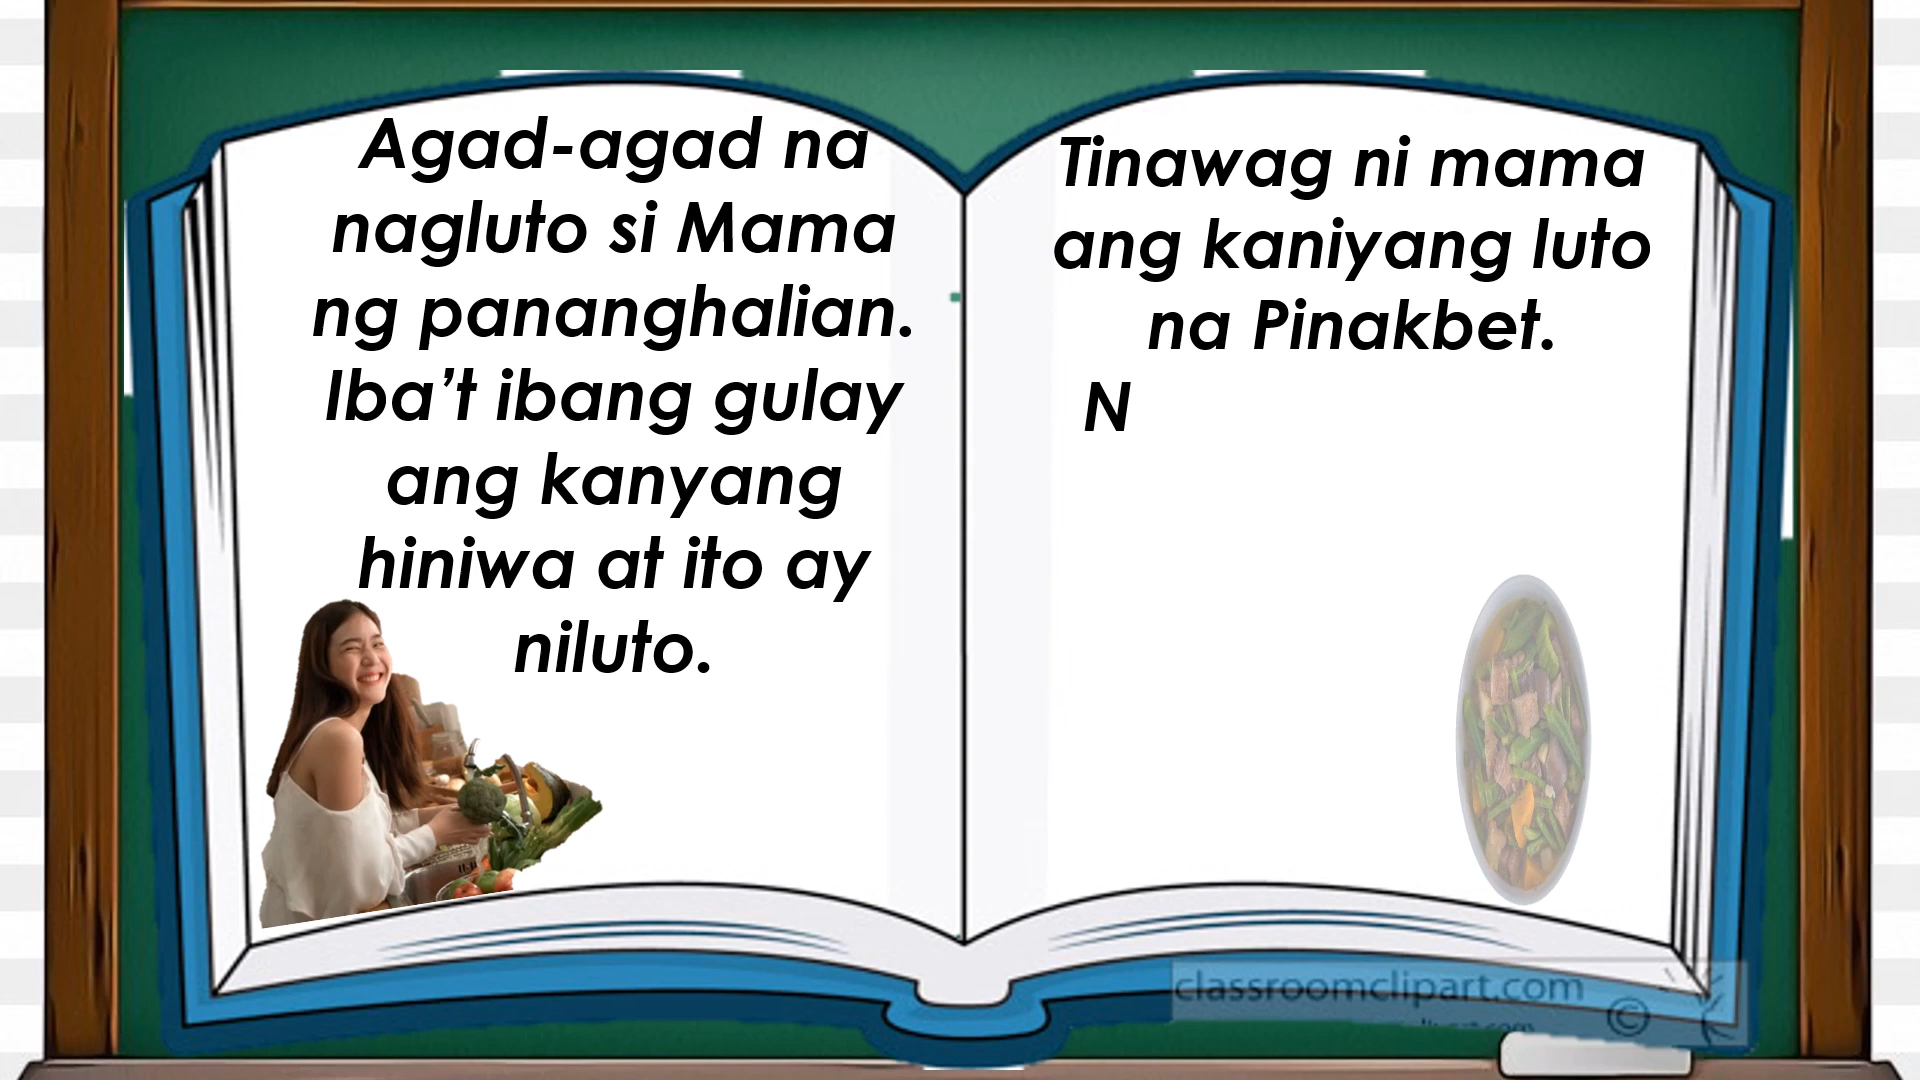 Agad-agad na
nagluto si Mama
ng pananghalian.
Iba’t ibang gulay
ang kanyang
hiniwa at ito ay
niluto.
Tinawag ni mama
ang kaniyang luto
na Pinakbet.
N
classroomclipart.com
©